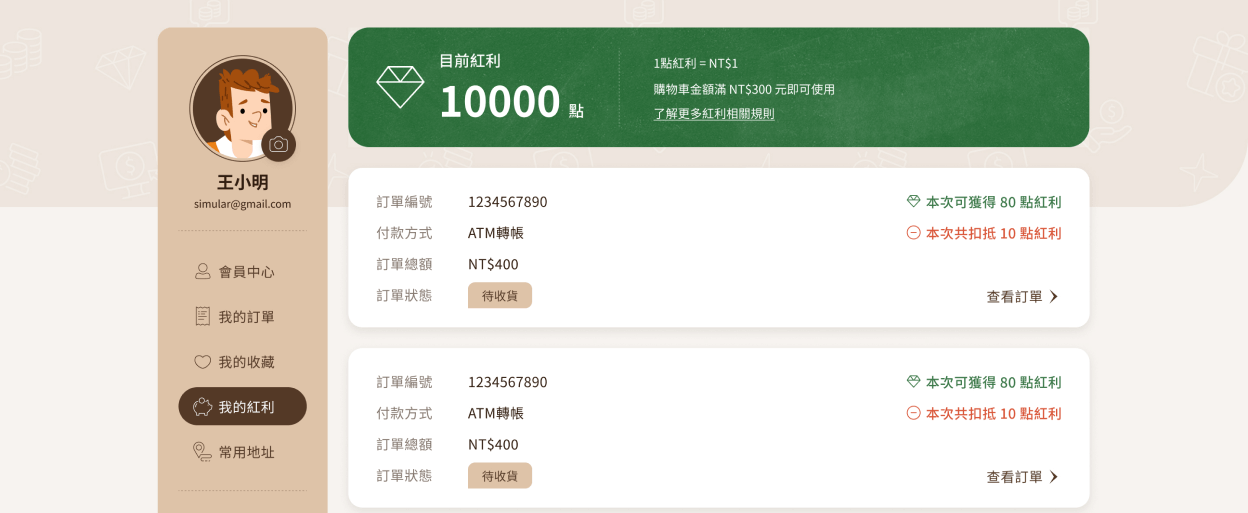 王小明
simular@gmail.com
會員中心
我的訂單
我的收藏
我的紅利
常用地址
目前紅利
10000 點
1點紅利 = NT$1
購物車金額滿 NT$300 元即可使用
了解更多紅利相關規則
訂單編號 1234567890 本次可獲得 80 點紅利
付款方式 ATM轉帳 本次共扣抵 10 點紅利
訂單總額 NT$400
訂單狀態 待收貨 查看訂單
訂單編號 1234567890 本次可獲得 80 點紅利
付款方式 ATM轉帳 本次共扣抵 10 點紅利
訂單總額 NT$400
訂單狀態 待收貨 查看訂單